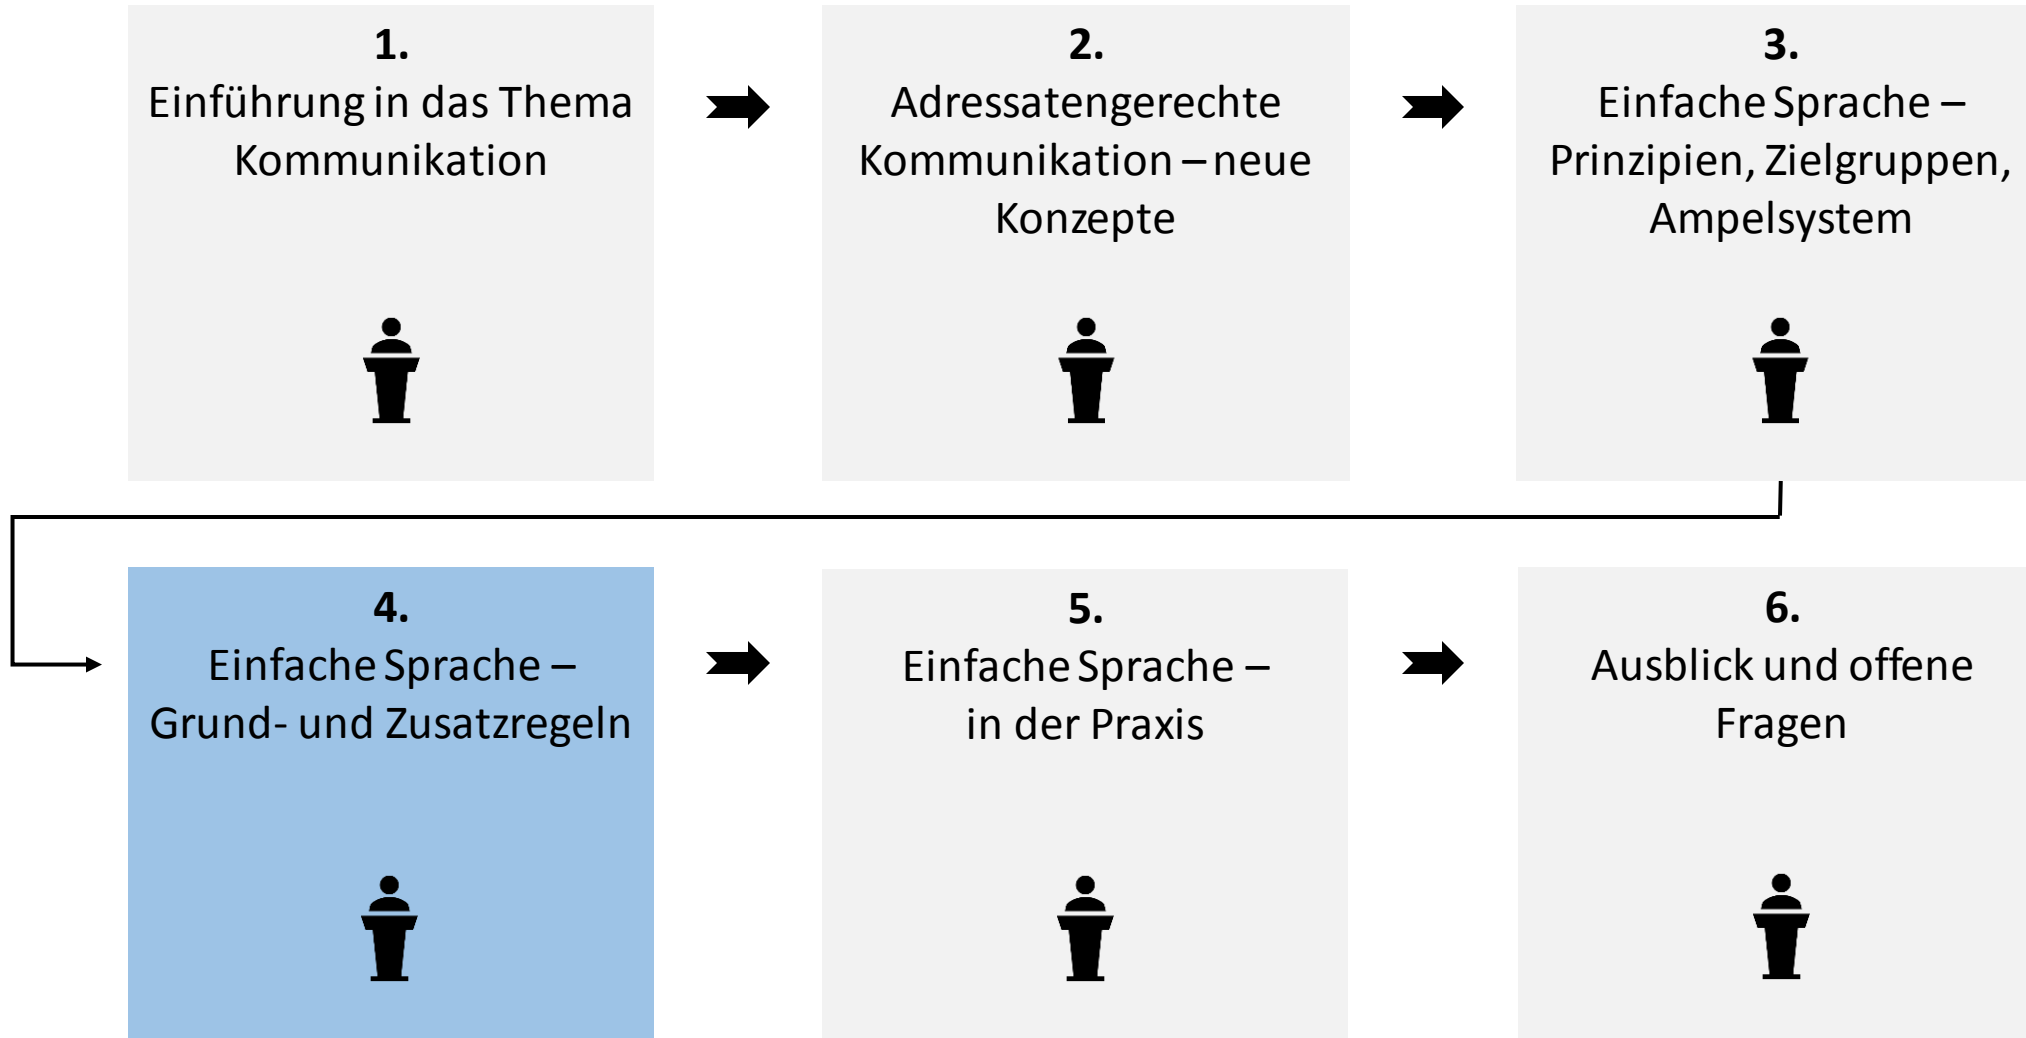 1.
Einführung in das Thema
Kommunikation
2.
Adressatengerechte
Kommunikation – neue
Konzepte
3.
Einfache Sprache –
Prinzipien, Zielgruppen,
Ampelsystem
4.
Einfache Sprache –
Grund- und Zusatzregeln
5.
Einfache Sprache –
in der Praxis
6.
Ausblick und offene
Fragen